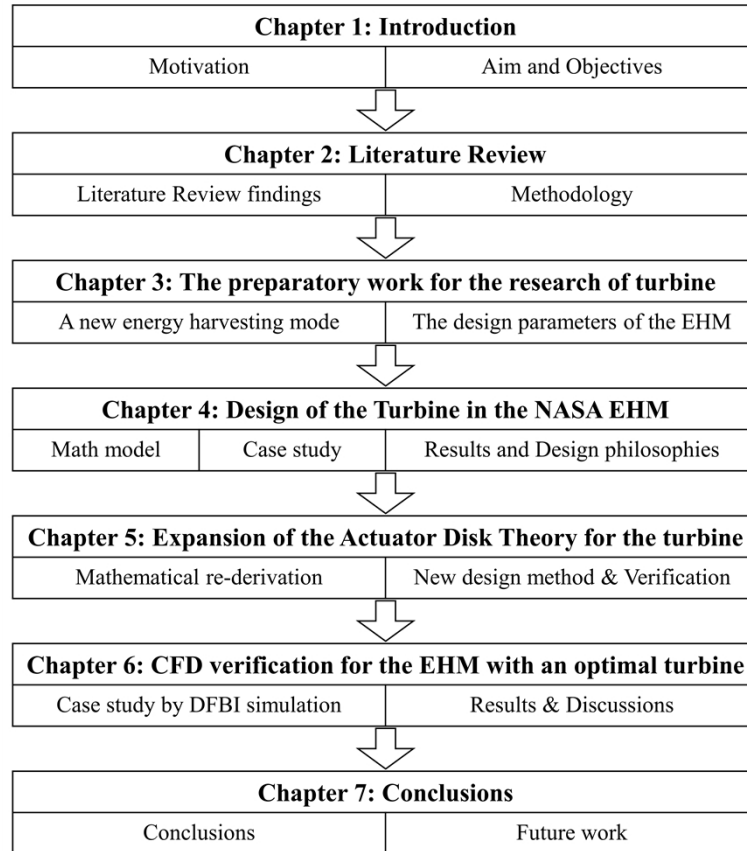 Chapter 1: Introduction
Motivation
Aim and Objectives
Chapter 2: Literature Review
Literature Review findings
Methodology
Chapter 3: The preparatory work for the research of turbine
A new energy harvesting mode
The design parameters of the EHM
Chapter 4: Design of the Turbine in the NASA EHM
Math model
Case study
Results and Design philosophies
Chapter 5: Expansion of the Actuator Disk Theory for the turbine
Mathematical re-derivation
New design method & Verification
Chapter 6: CFD verification for the EHM with an optimal turbine
Case study by DFBI simulation
Results & Discussions
Chapter 7: Conclusions
Conclusions
Future work